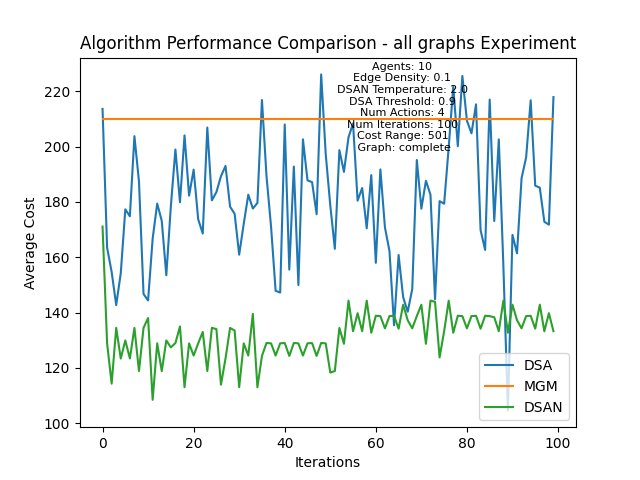 Algorithm Performance Comparison - all graphs Experiment
Agents: 10
Edge Density: 0.1
DSAN Temperature: 2.0
DSA Threshold: 0.9
Num Actions: 4
Num Iterations: 100
Cost Range: 501
Graph: complete
Average Cost
220
200
180
160
140
120
100
0
20
40
60
80
100
Iterations
DSA
MGM
DSAN